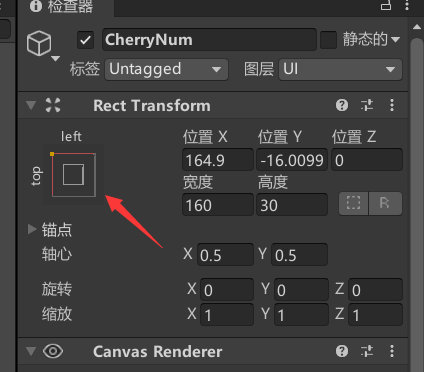 检查器
CherryNum 静态的
标签 Untagged 图层 UI
Rect Transform
left
top
位置 X 位置 Y 位置 Z
164.9 -16.0099 0
宽度 高度
160 30 R
锚点
轴心 X 0.5 Y 0.5
旋转 X 0 Y 0 Z 0
缩放 X 1 Y 1 Z 1
Canvas Renderer